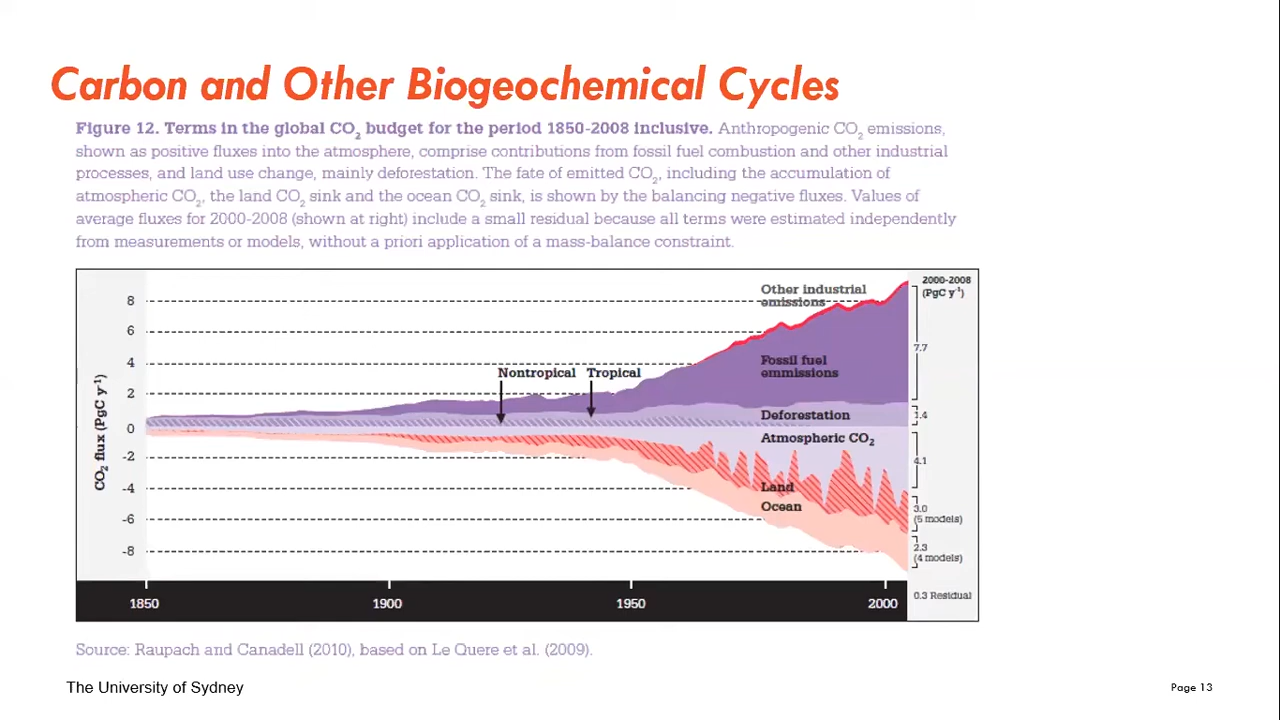 Carbon and Other Biogeochemical Cycles
Figure 12. Terms in the global CO2 budget for the period 1850-2008 inclusive. Anthropogenic CO2 emissions,
shown as positive fluxes into the atmosphere, comprise contributions from fossil fuel combustion and other industrial
processes, and land use change, mainly deforestation. The fate of emitted CO2, including the accumulation of
atmospheric CO2, the land CO2 sink and the ocean CO2 sink, is shown by the balancing negative fluxes. Values of
average fluxes for 2000-2008 (shown at right) include a small residual because all terms were estimated independently
from measurements or models, without a priori application of a mass-balance constraint.
2000-2008
(PgC y-1)
Other industrial
emissions
8
6
7.7
Fossil fuel
emmissions
4
Nontropical Tropical
2
Deforestation
1.4
0
Atmospheric CO2
CO2 flux (PgC y-1)
-2
4.1
-4
Land
Ocean
3.0
(5 models)
-6
2.3
(4 models)
-8
0.3 Residual
1850 1900 1950 2000
Source: Raupach and Canadell (2010), based on Le Quere et al. (2009).
The University of Sydney
Page 13